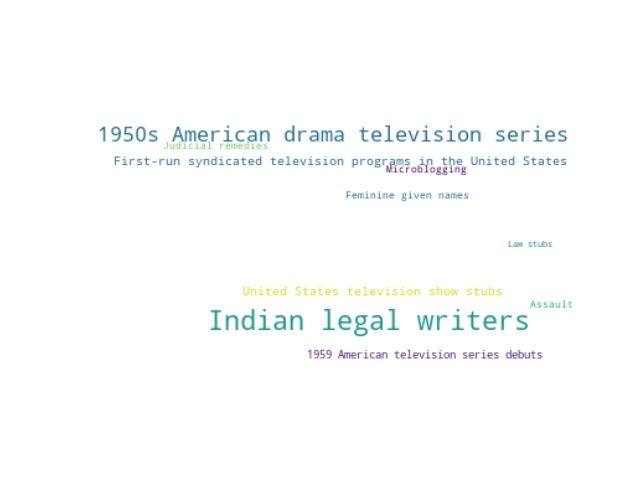 1950s American drama television series
Judicial remedies
First-run syndicated television programs in the United States
Microblogging
Feminine given names
Law stubs
United States television show stubs
Assault
Indian legal writers
1959 American television series debuts